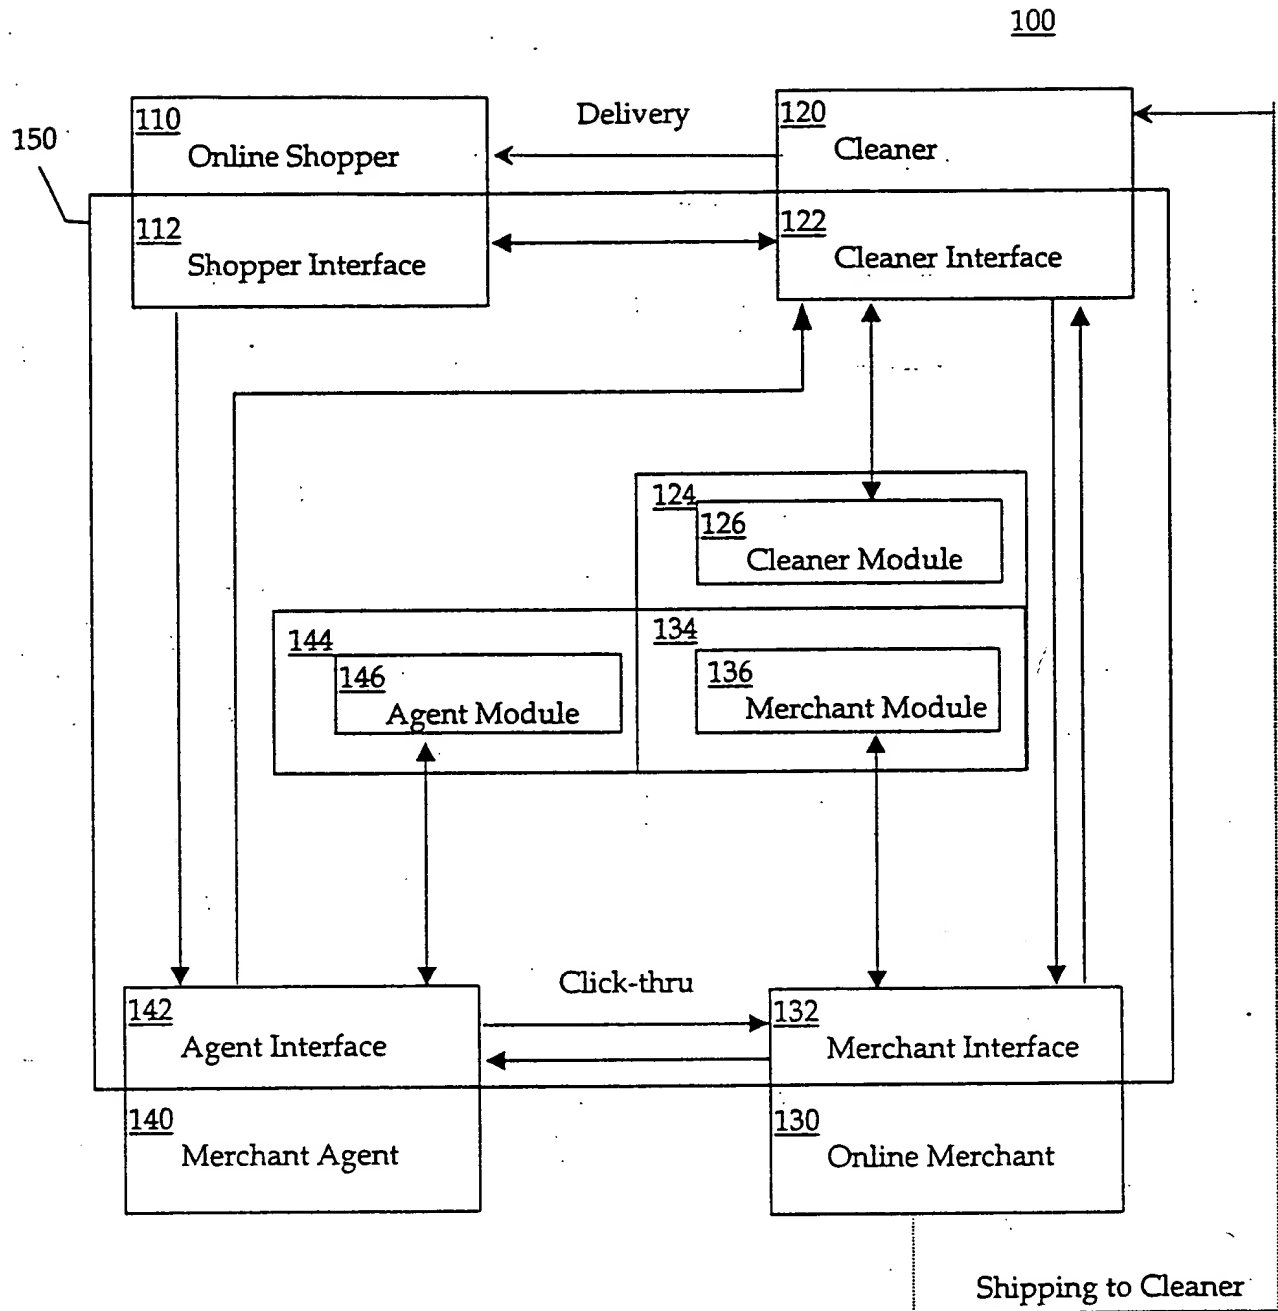 100
150
110
Online Shopper
Delivery
120
Cleaner
112
Shopper Interface
122
Cleaner Interface
124
126
Cleaner Module
144
146
Agent Module
134
136
Merchant Module
Click-thru
142
Agent Interface
132
Merchant Interface
140
Merchant Agent
130
Online Merchant
Shipping to Cleaner